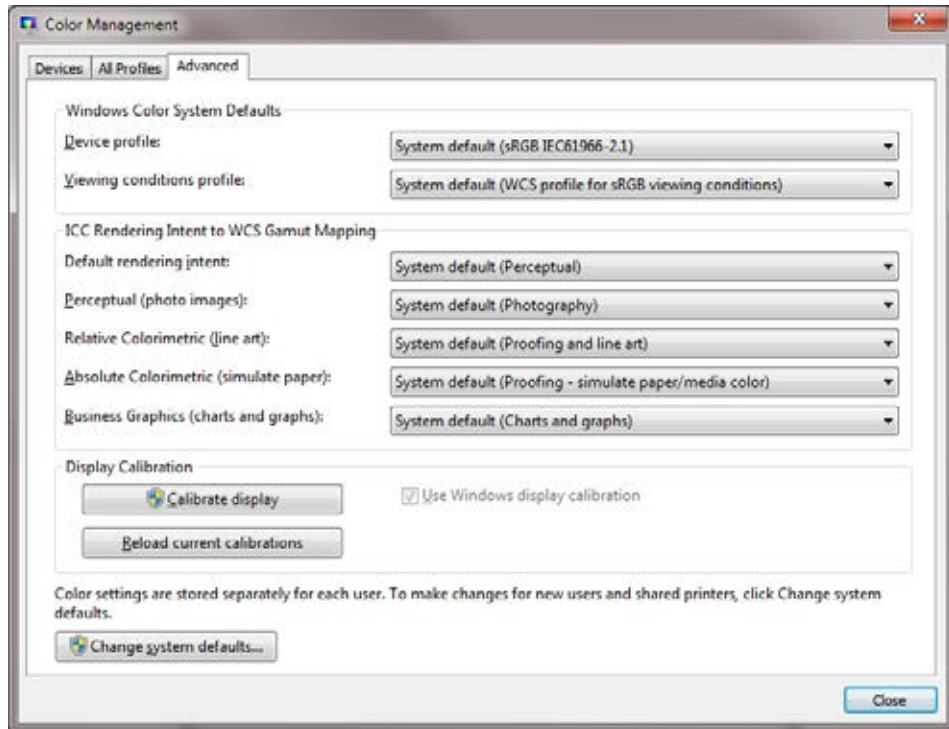 Color Management
Devices All Profiles Advanced
Windows Color System Defaults
Device profile: System default (sRGB IEC61966-2.1)
Viewing conditions profile: System default (WCS profile for sRGB viewing conditions)
ICC Rendering Intent to WCS Gamut Mapping
Default rendering intent: System default (Perceptual)
Perceptual (photo images): System default (Photography)
Relative Colorimetric (line art): System default (Proofing and line art)
Absolute Colorimetric (simulate paper): System default (Proofing - simulate paper/media color)
Business Graphics (charts and graphs): System default (Charts and graphs)
Display Calibration
Calibrate display Use Windows display calibration
Reload current calibrations
Color settings are stored separately for each user. To make changes for new users and shared printers, click Change system
defaults.
Change system defaults...
Close